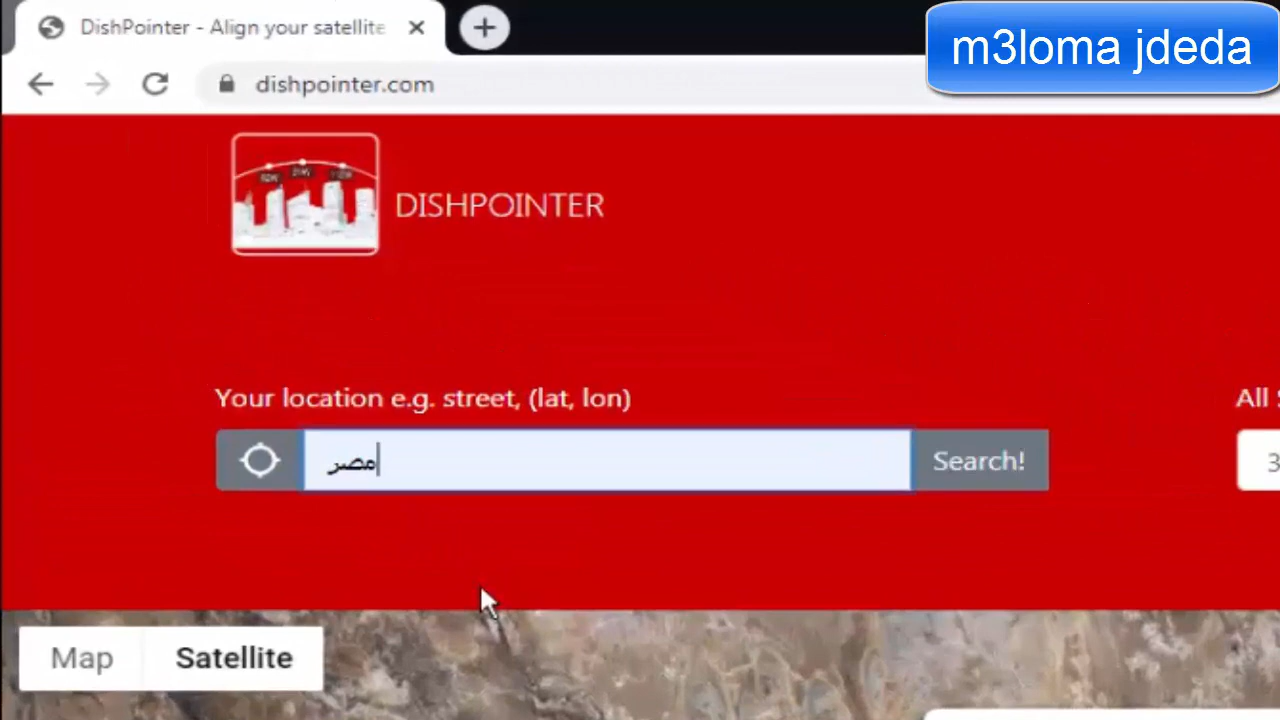 DishPointer - Align your satellite
m3loma jdeda
dishpointer.com
DISHPOINTER
Your location e.g. street, (lat, lon)
All
مصر
Search!
3
Map
Satellite